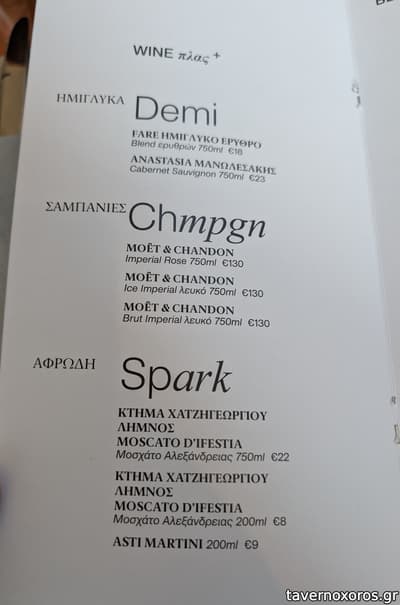 WINE πλας +
ΗΜΙΓΛΥΚΑ Demi
FARE ΗΜΙΓΛΥΚΟ ΕΡΥΘΡΟ
Blend ερυθρών 750ml €18
ANASTASIA ΜΑΝΩΛΕΣΑΚΗΣ
Cabernet Sauvignon 750ml €23
ΣΑΜΠΑΝΙΕΣ Chmpgn
MOËT & CHANDON
Imperial Rose 750ml €130
MOËT & CHANDON
Ice Imperial λευκό 750ml €130
MOËT & CHANDON
Brut Imperial λευκό 750ml €130
ΑΦΡΩΔΗ Spark
ΚΤΗΜΑ ΧΑΤΖΗΓΕΩΡΓΙΟΥ
ΛΗΜΝΟΣ
MOSCATO D'IFESTIA
Μοσχάτο Αλεξάνδρειας 750ml €22
ΚΤΗΜΑ ΧΑΤΖΗΓΕΩΡΓΙΟΥ
ΛΗΜΝΟΣ
MOSCATO D'IFESTIA
Μοσχάτο Αλεξάνδρειας 200ml €8
ASTI MARTINI 200ml €9
tavernoxoros.gr